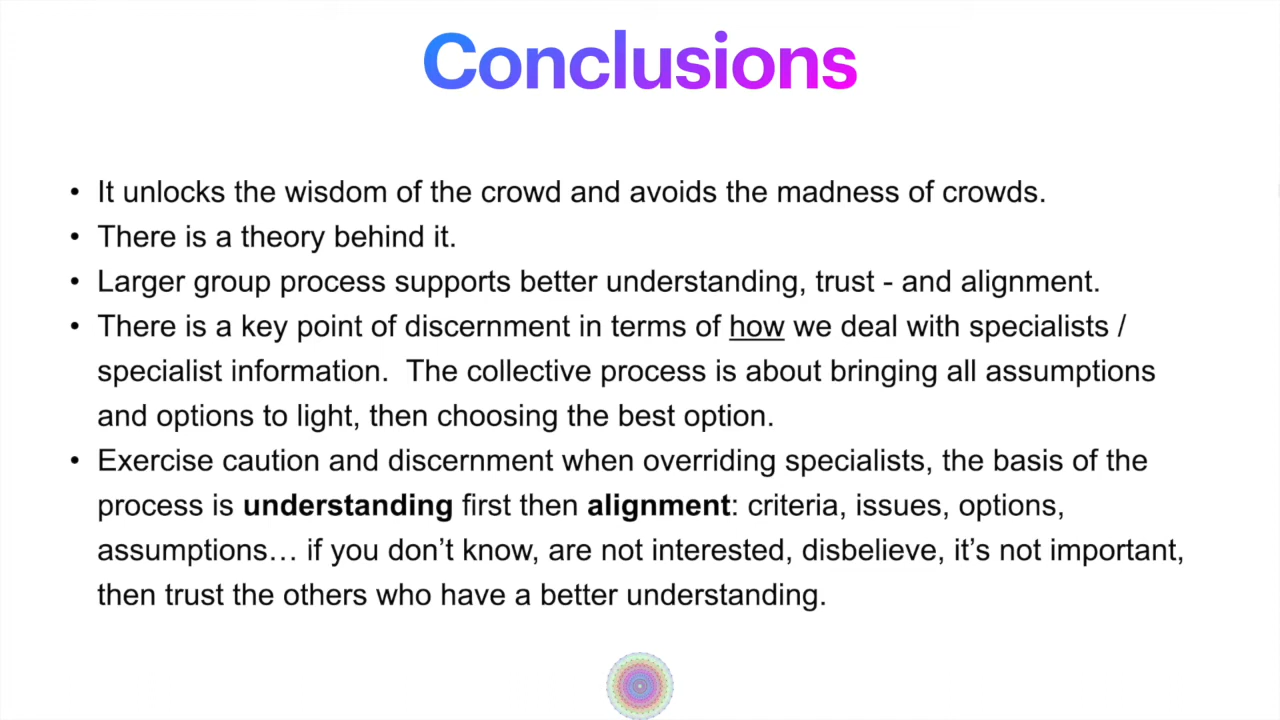 Conclusions
• It unlocks the wisdom of the crowd and avoids the madness of crowds.
• There is a theory behind it.
• Larger group process supports better understanding, trust - and alignment.
• There is a key point of discernment in terms of how we deal with specialists /
specialist information.  The collective process is about bringing all assumptions
and options to light, then choosing the best option.
• Exercise caution and discernment when overriding specialists, the basis of the
process is understanding first then alignment: criteria, issues, options,
assumptions… if you don’t know, are not interested, disbelieve, it’s not important,
then trust the others who have a better understanding.